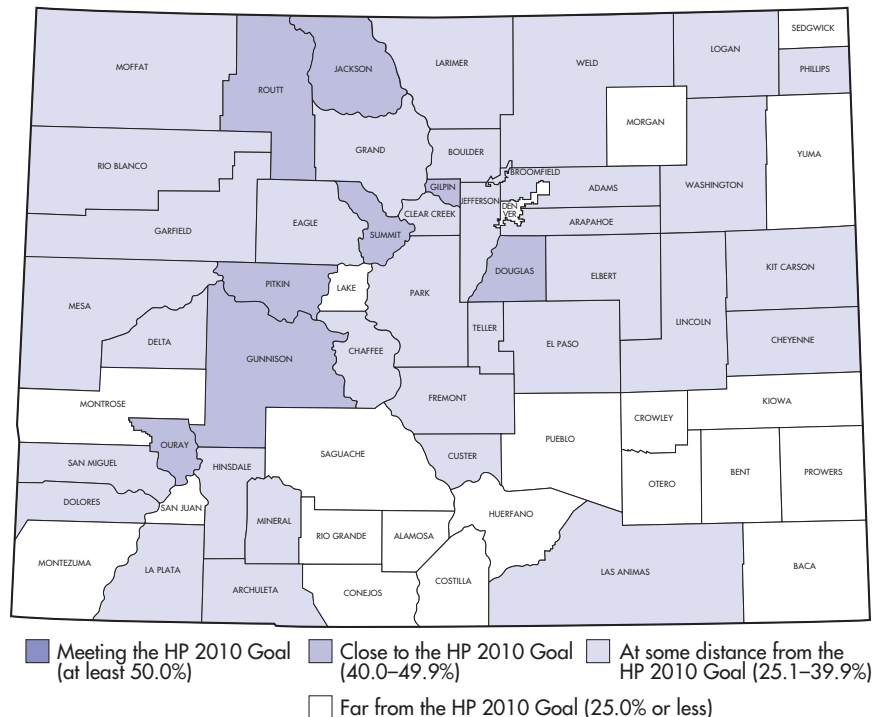 SEDGWICK
LOGAN
MOFFAT
JACKSON
LARIMER
WELD
PHILLIPS
ROUTT
MORGAN
YUMA
GRAND
BOULDER
RIO BLANCO
BROOMFIELD
GILPIN
ADAMS
WASHINGTON
JEFFERSON
CLEAR CREEK
DEN
VER
ARAPAHOE
EAGLE
GARFIELD
SUMMIT
DOUGLAS
ELBERT
KIT CARSON
PITKIN
LAKE
PARK
MESA
LINCOLN
TELLER
CHEYENNE
DELTA
EL PASO
GUNNISON
CHAFFEE
FREMONT
KIOWA
MONTROSE
CROWLEY
PUEBLO
OURAY
SAGUACHE
CUSTER
SAN MIGUEL
HINSDALE
BENT
PROWERS
OTERO
DOLORES
SAN JUAN
HUERFANO
MINERAL
RIO GRANDE
ALAMOSA
MONTEZUMA
LA PLATA
LAS ANIMAS
BACA
COSTILLA
ARCHULETA
CONEJOS
Meeting the HP 2010 Goal
(at least 50.0%)
Close to the HP 2010 Goal
(40.0–49.9%)
At some distance from the
HP 2010 Goal (25.1–39.9%)
Far from the HP 2010 Goal (25.0% or less)